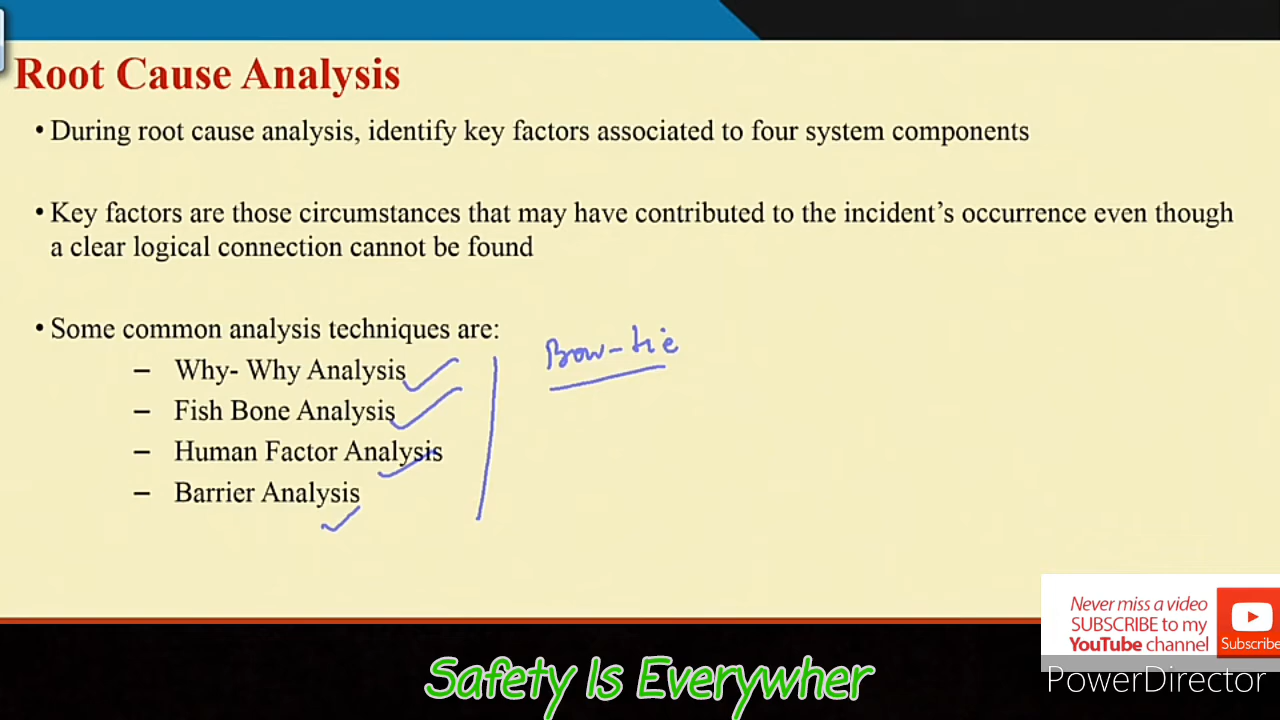 Root Cause Analysis
• During root cause analysis, identify key factors associated to four system components
• Key factors are those circumstances that may have contributed to the incident's occurrence even though
a clear logical connection cannot be found
• Some common analysis techniques are:
– Why- Why Analysis
– Fish Bone Analysis
– Human Factor Analysis
– Barrier Analysis
Bow-tie
Never miss a video
SUBSCRIBE to my
YouTube channel
Subscribe
PowerDirector
Safety Is Everywher